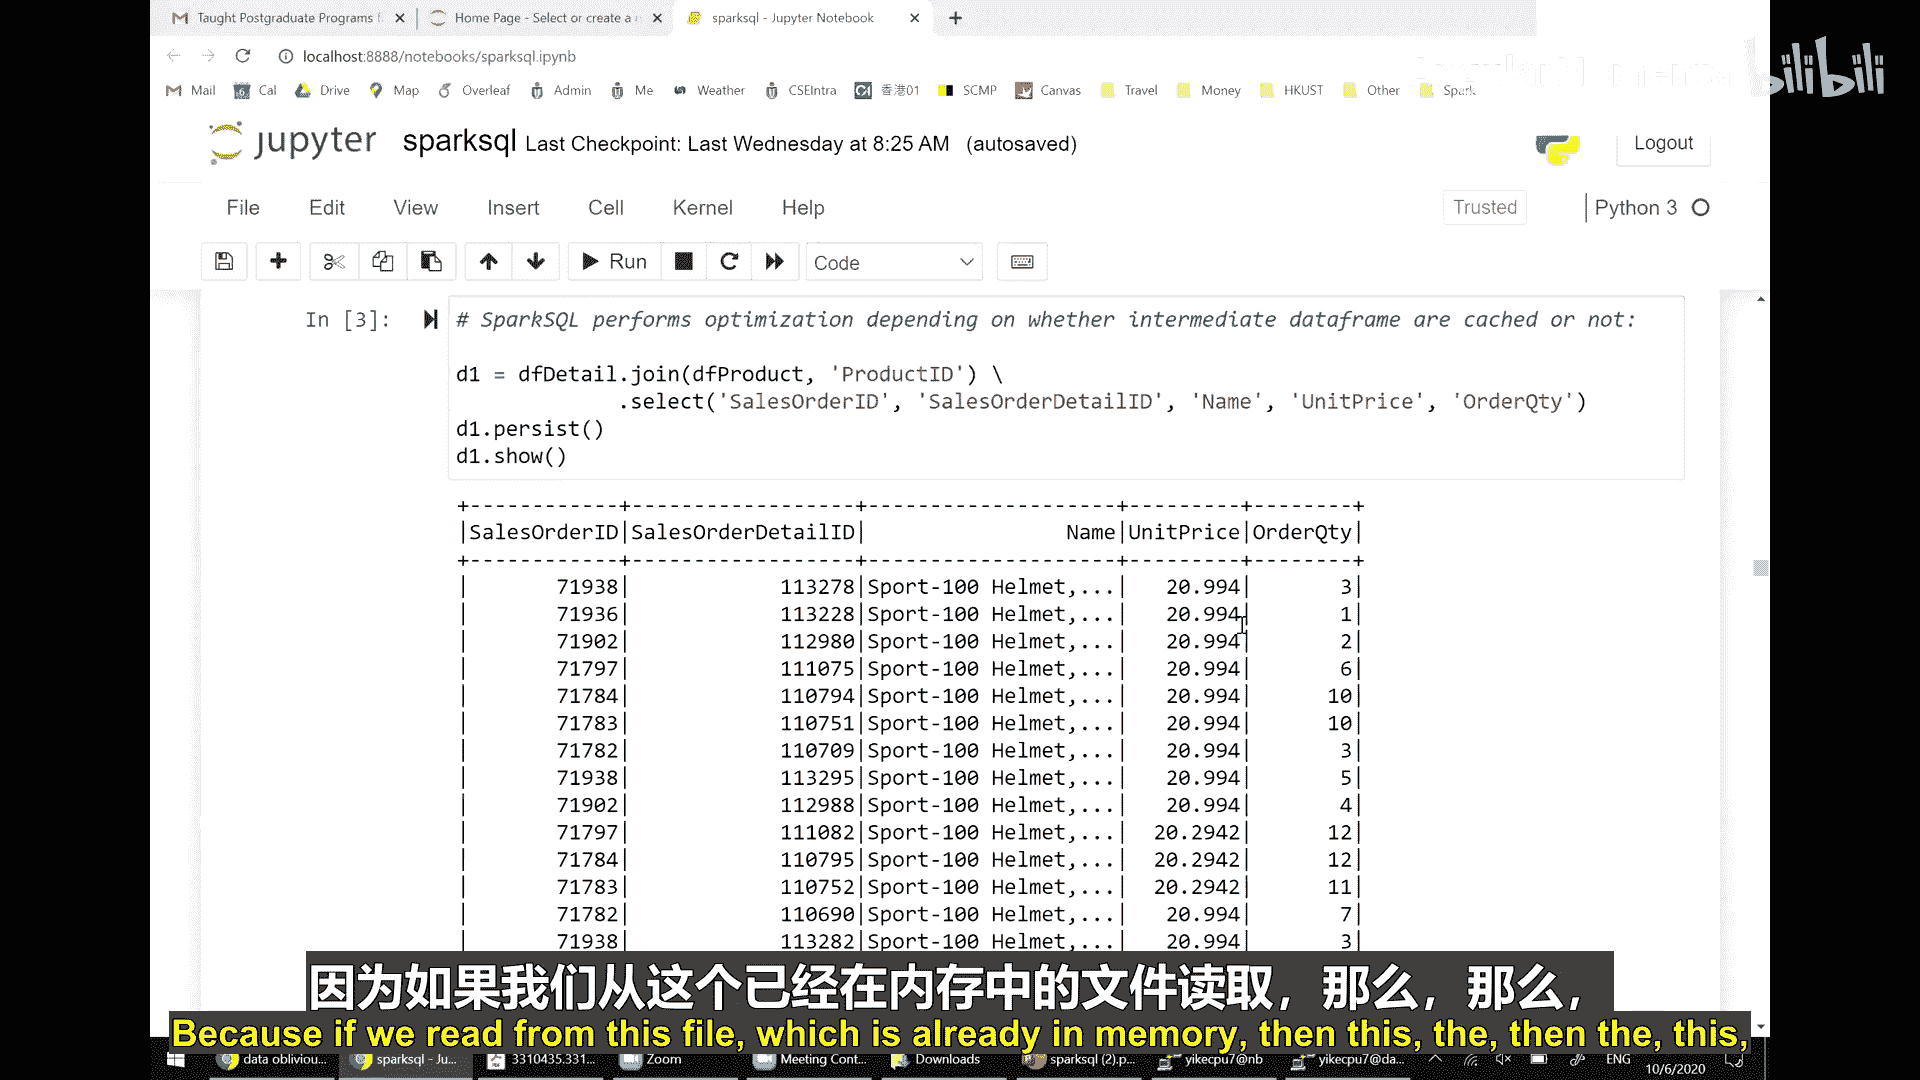 Taught Postgraduate Programs f
Home Page - Select or create a n
sparksql - Jupyter Notebook
localhost:8888/notebooks/sparksql.ipynb
Mail Cal Drive Map Overleaf Admin Me Weather CSEIntra 香港01 SCMP Canvas Travel Money HKUST Other Spark
bilibili
jupyter sparksql Last Checkpoint: Last Wednesday at 8:25 AM (autosaved)
Logout
File Edit View Insert Cell Kernel Help
Trusted
Python 3
Run
Code
In [3]:
# SparkSQL performs optimization depending on whether intermediate dataframe are cached or not:
d1 = dfDetail.join(dfProduct, 'ProductID') \
.select('SalesOrderID', 'SalesOrderDetailID', 'Name', 'UnitPrice', 'OrderQty')
d1.persist()
d1.show()
+------------+------------------+--------------------+---------+--------+
|SalesOrderID|SalesOrderDetailID|                Name|UnitPrice|OrderQty|
+------------+------------------+--------------------+---------+--------+
|       71938|            113278|Sport-100 Helmet,...|   20.994|       3|
|       71936|            113228|Sport-100 Helmet,...|   20.994|       1|
|       71902|            112980|Sport-100 Helmet,...|   20.994|       2|
|       71797|            111075|Sport-100 Helmet,...|   20.994|       6|
|       71784|            110794|Sport-100 Helmet,...|   20.994|      10|
|       71783|            110751|Sport-100 Helmet,...|   20.994|      10|
|       71782|            110709|Sport-100 Helmet,...|   20.994|       3|
|       71938|            113295|Sport-100 Helmet,...|   20.994|       5|
|       71902|            112988|Sport-100 Helmet,...|   20.994|       4|
|       71797|            111082|Sport-100 Helmet,...|  20.2942|      12|
|       71784|            110795|Sport-100 Helmet,...|  20.2942|      12|
|       71783|            110752|Sport-100 Helmet,...|  20.2942|      11|
|       71782|            110690|Sport-100 Helmet,...|   20.994|       7|
|       71938|            113282|Sport-100 Helmet,...|   20.994|       3|
因为如果我们从这个已经在内存中的文件读取，那么，那么，
Because if we read from this file, which is already in memory, then this, the, then the, this,
data obliviou... sparksql - Ju... 3310435.331... Zoom Meeting Cont... Downloads sparksql (2).p... yikecpu7@nb yikecpu7@da... ENG
10/6/2020